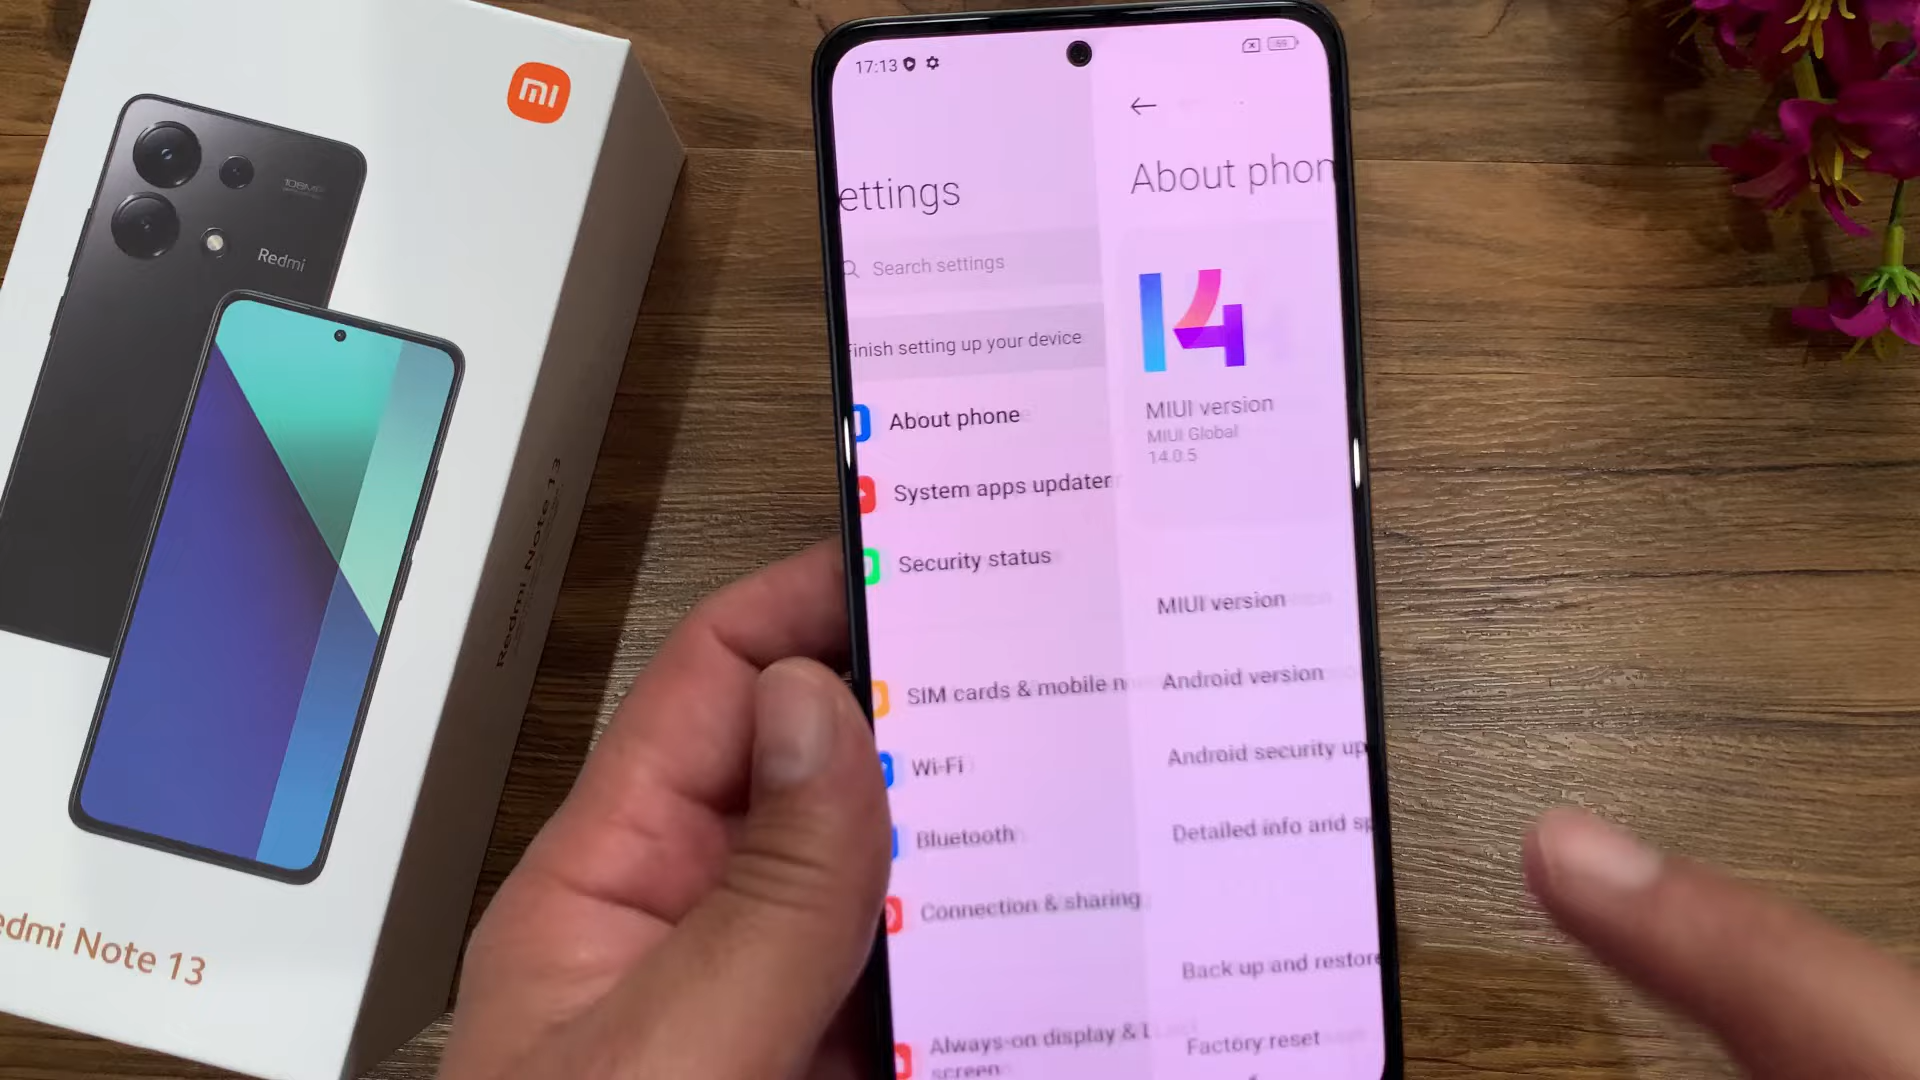 108MP
Redmi
Redmi Note 13
edmi Note 13
17:13
59
ettings
Search settings
inish setting up your device
About phone
System apps updater
Security status
SIM cards & mobile n
Wi-Fi
Bluetooth
Connection & sharing
Always-on display & L
screen
About phon
14
MIUI version
MIUI Global
14.0.5
MIUI version
Android version
Android security up
Detailed info and sp
Back up and restore
Factory reset